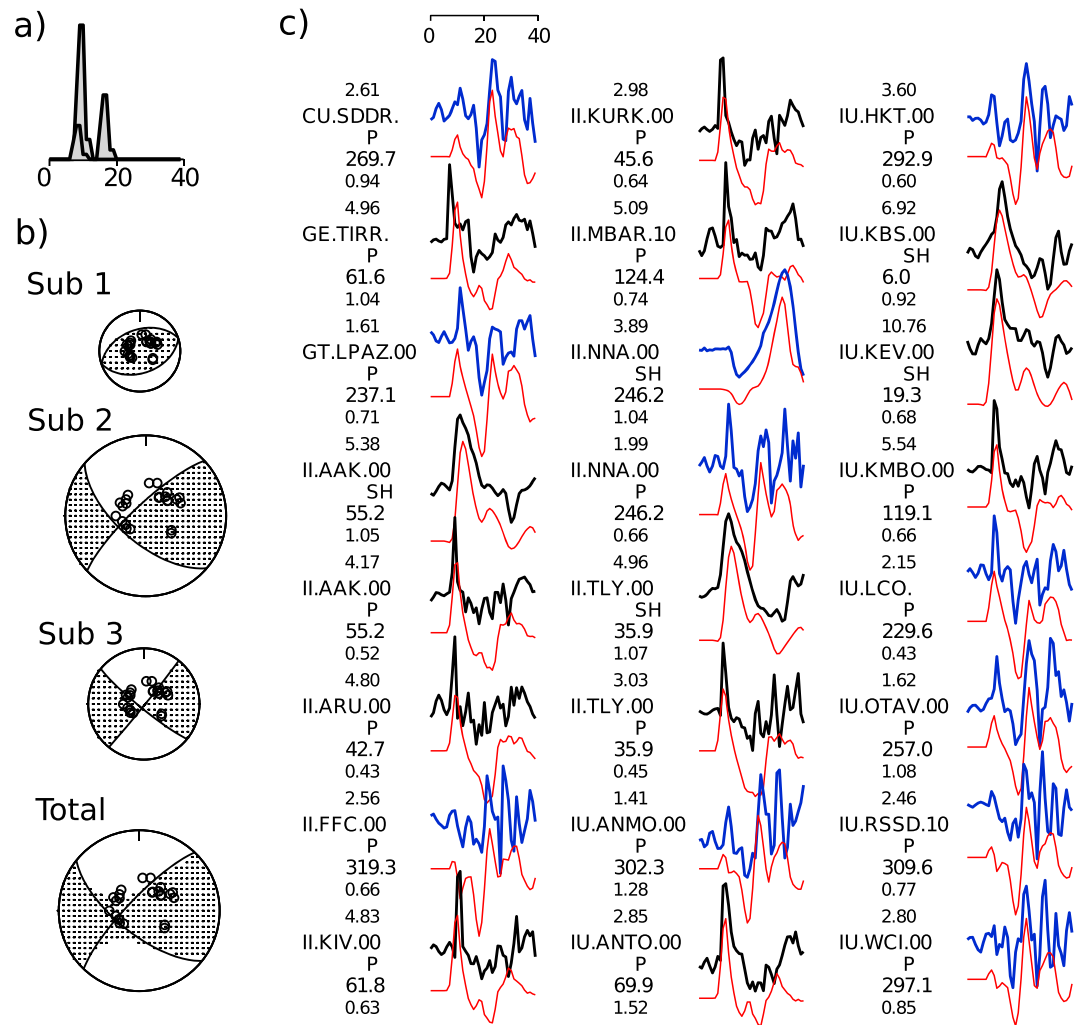 a)
0 20 40
b)
Sub 1
Sub 2
Sub 3
Total
c)
0 20 40
2.61
CU.SDDR.
P
269.7
0.94
4.96
GE.TIRR.
P
61.6
1.04
1.61
GT.LPAZ.00
P
237.1
0.71
5.38
II.AAK.00
SH
55.2
1.05
4.17
II.AAK.00
P
55.2
0.52
4.80
II.ARU.00
P
42.7
0.43
2.56
II.FFC.00
P
319.3
0.66
4.83
II.KIV.00
P
61.8
0.63
2.98
II.KURK.00
P
45.6
0.64
5.09
II.MBAR.10
P
124.4
0.74
3.89
II.NNA.00
SH
246.2
1.04
1.99
II.NNA.00
P
246.2
0.66
4.96
II.TLY.00
SH
35.9
1.07
3.03
II.TLY.00
P
35.9
0.45
1.41
IU.ANMO.00
P
302.3
1.28
2.85
IU.ANTO.00
P
69.9
1.52
3.60
IU.HKT.00
P
292.9
0.60
6.92
IU.KBS.00
SH
6.0
0.92
10.76
IU.KEV.00
SH
19.3
0.68
5.54
IU.KMBO.00
P
119.1
0.66
2.15
IU.LCO.
P
229.6
0.43
1.62
IU.OTAV.00
P
257.0
1.08
2.46
IU.RSSD.10
P
309.6
0.77
2.80
IU.WCI.00
P
297.1
0.85